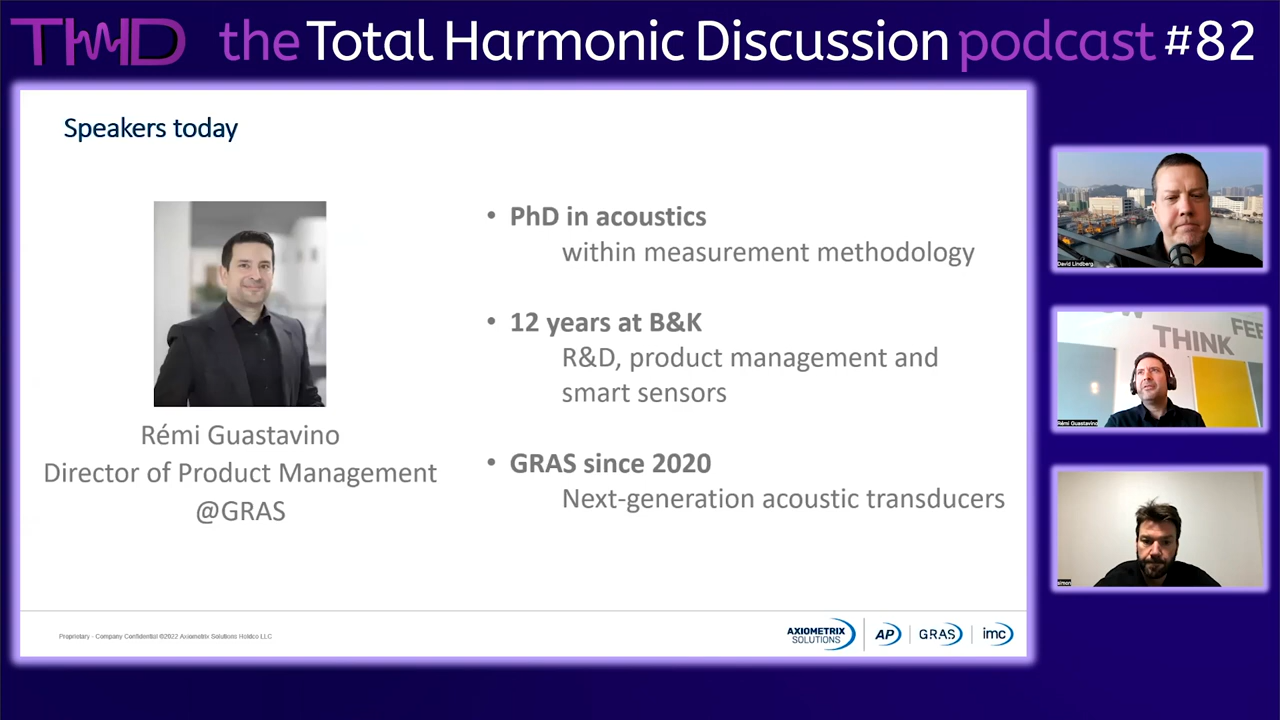 THD the Total Harmonic Discussion podcast #82
Speakers today
• PhD in acoustics
within measurement methodology
• 12 years at B&K
R&D, product management and
smart sensors
• GRAS since 2020
Next-generation acoustic transducers
Rémi Guastavino
Director of Product Management
@GRAS
Proprietary - Company Confidential ©2022 Axiometrix Solutions Holdco LLC
AXIOMETRIX
SOLUTIONS
AP
GRAS
imc
David Lindberg
THINK
FEE
Rémi Guastavino
simon